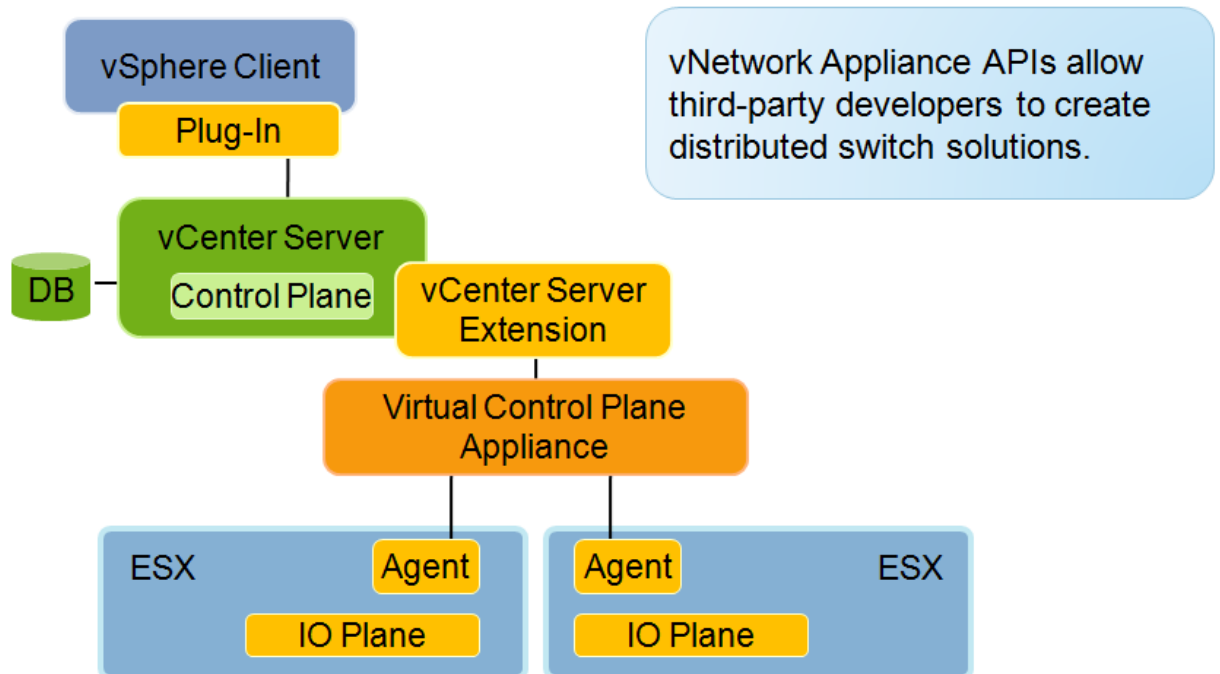 vSphere Client
Plug-In
vNetwork Appliance APIs allow
third-party developers to create
distributed switch solutions.
vCenter Server
DB
Control Plane
vCenter Server
Extension
Virtual Control Plane
Appliance
ESX
Agent
IO Plane
Agent
ESX
IO Plane